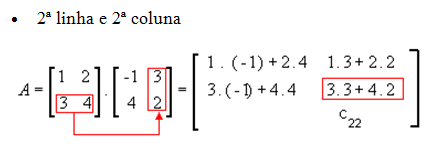 • 2ª linha e 2ª coluna
A = [ 1 2 ] . [ -1 3 ] = [ 1 . (-1) + 2.4 1.3 + 2.2 ]
[ 3 4 ] [ 4 2 ] [ 3.(-1) + 4.4 3.3 + 4.2 ]
C22